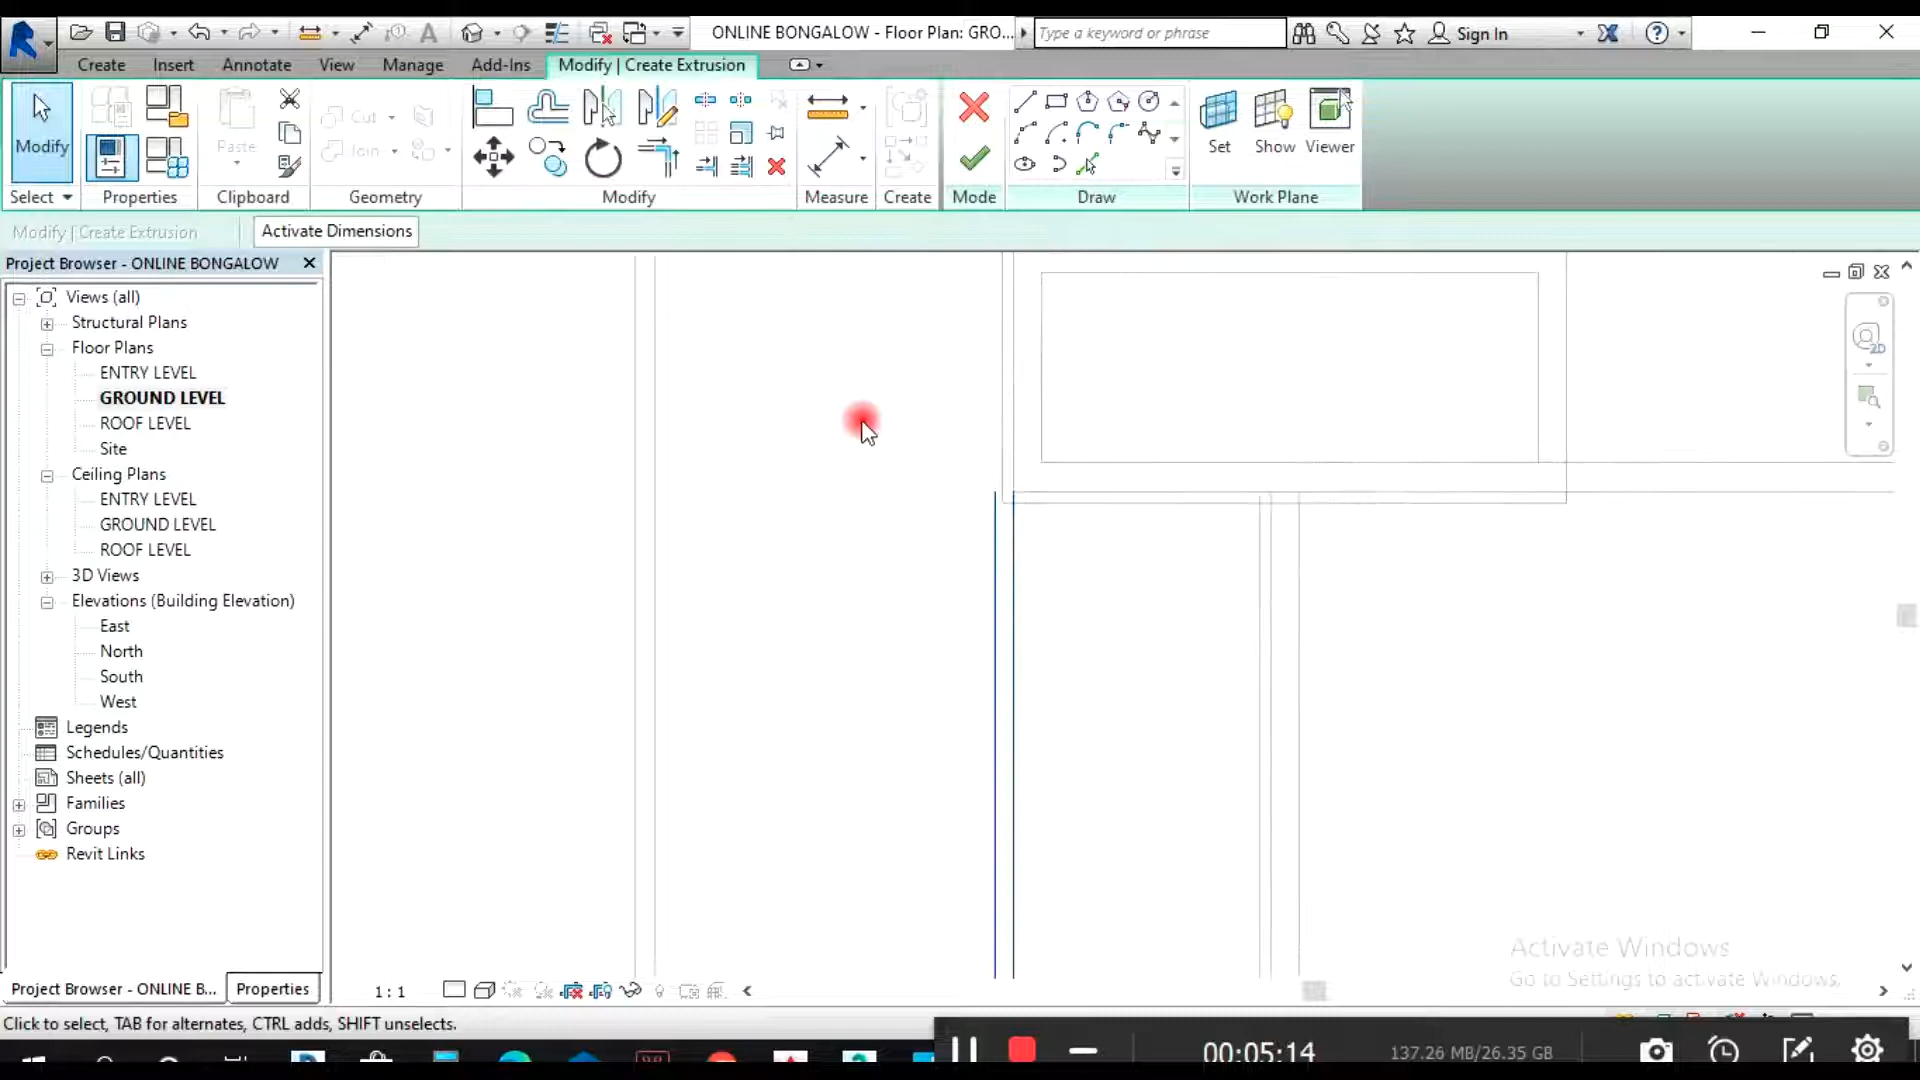 ONLINE BONGALOW - Floor Plan: GRO...
Type a keyword or phrase
Sign In
Create Insert Annotate View Manage Add-Ins Modify | Create Extrusion
Modify
Paste
Cut
Join
Set Show Viewer
Select Properties Clipboard Geometry Modify Measure Create Mode Draw Work Plane
Modify | Create Extrusion
Activate Dimensions
Project Browser - ONLINE BONGALOW
Views (all)
Structural Plans
Floor Plans
ENTRY LEVEL
GROUND LEVEL
ROOF LEVEL
Site
Ceiling Plans
ENTRY LEVEL
GROUND LEVEL
ROOF LEVEL
3D Views
Elevations (Building Elevation)
East
North
South
West
Legends
Schedules/Quantities
Sheets (all)
Families
Groups
Revit Links
2D
Activate Windows
Go to Settings to activate Windows.
Project Browser - ONLINE B...
Properties
1 : 1
Click to select, TAB for alternates, CTRL adds, SHIFT unselects.
00:05:14
137.26 MB/26.35 GB